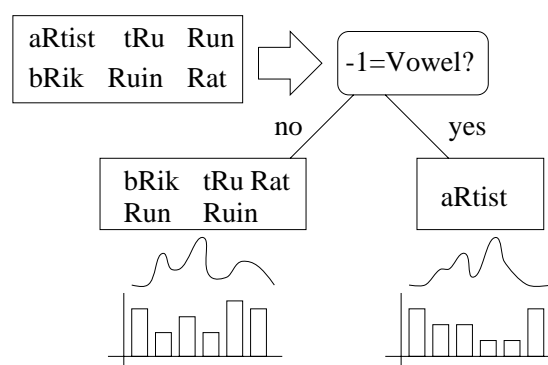 aRtist tRu Run
bRik Ruin Rat
-1=Vowel?
no
yes
bRik tRu Rat
Run Ruin
aRtist